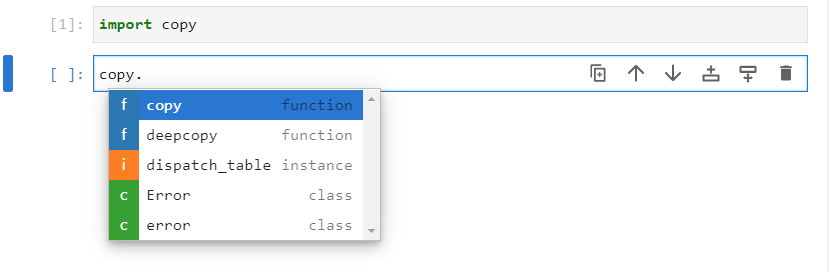 [1]: import copy
[ ]: copy.
f copy function
f deepcopy function
i dispatch_table instance
c Error class
c error class